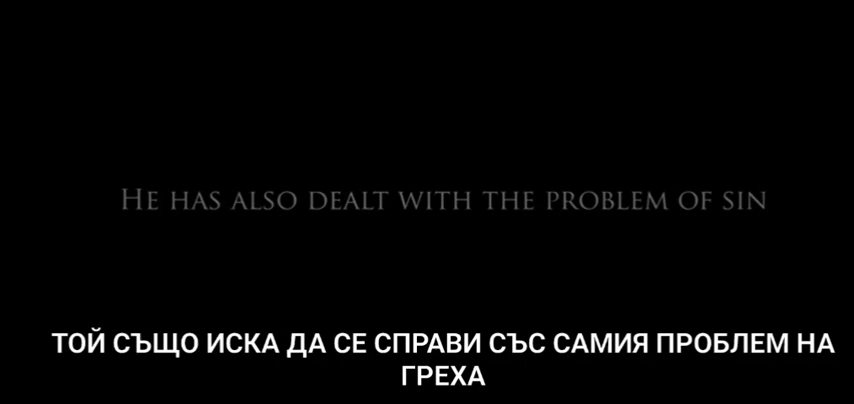 He has also dealt with the problem of sin
ТОЙ СЪЩО ИСКА ДА СЕ СПРАВИ СЪС САМИЯ ПРОБЛЕМ НА
ГРЕХА